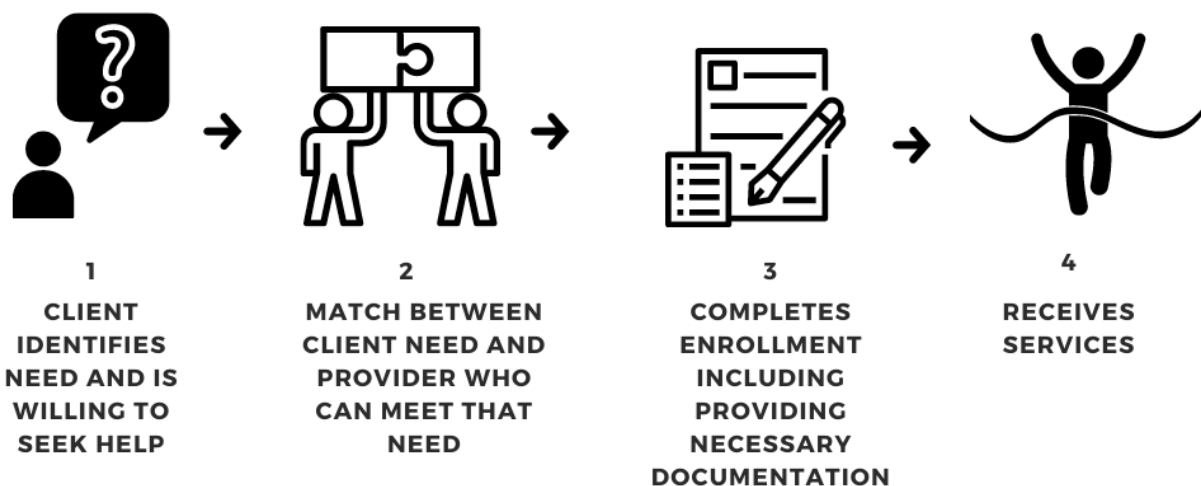 ?
1
CLIENT
IDENTIFIES
NEED AND IS
WILLING TO
SEEK HELP
2
MATCH BETWEEN
CLIENT NEED AND
PROVIDER WHO
CAN MEET THAT
NEED
3
COMPLETES
ENROLLMENT
INCLUDING
PROVIDING
NECESSARY
DOCUMENTATION
4
RECEIVES
SERVICES